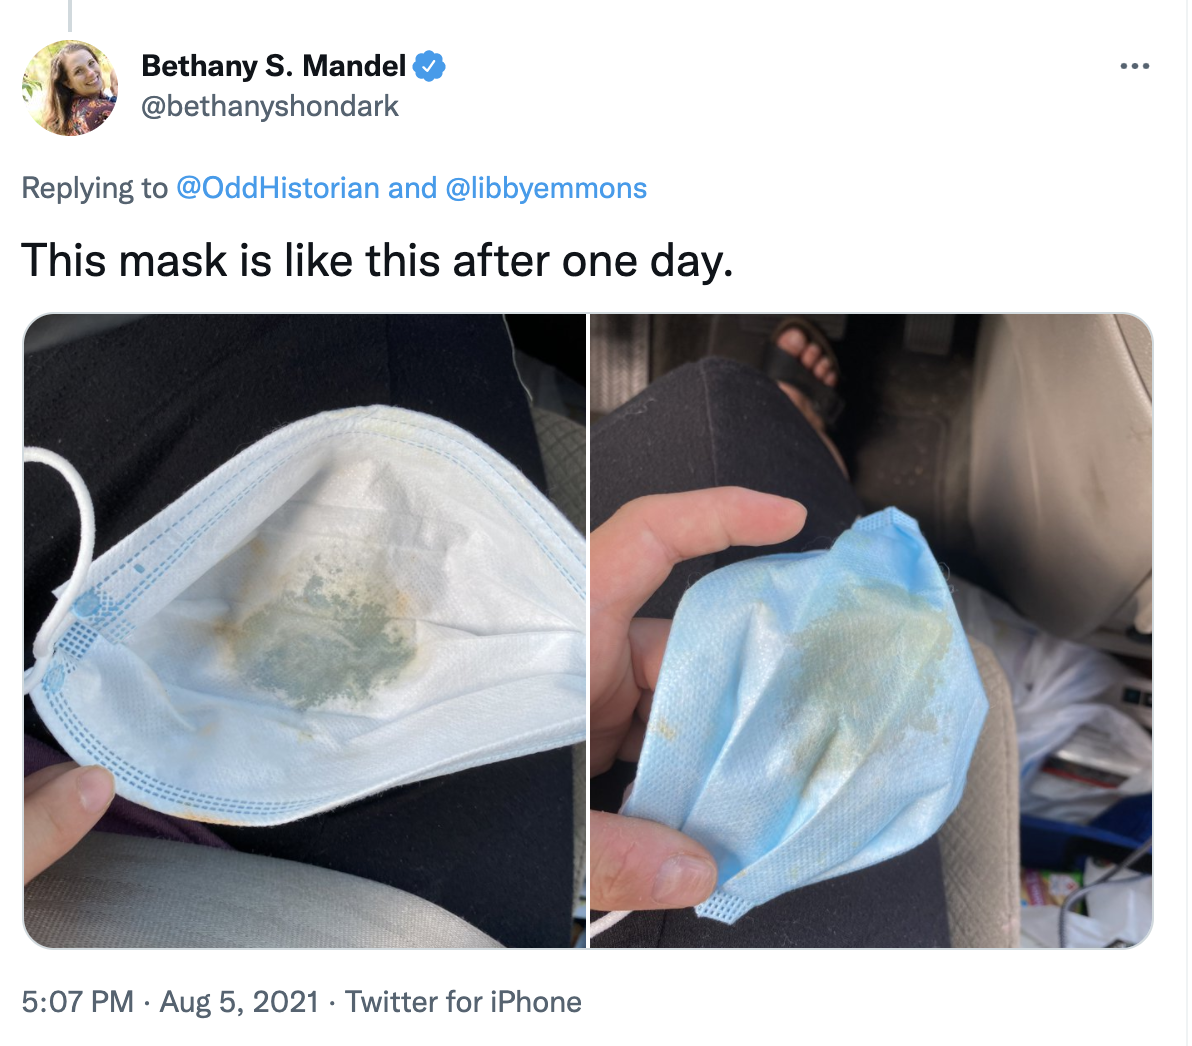 Bethany S. Mandel
@bethanyshondark
Replying to @OddHistorian and @libbyemmons
This mask is like this after one day.
5:07 PM · Aug 5, 2021 · Twitter for iPhone